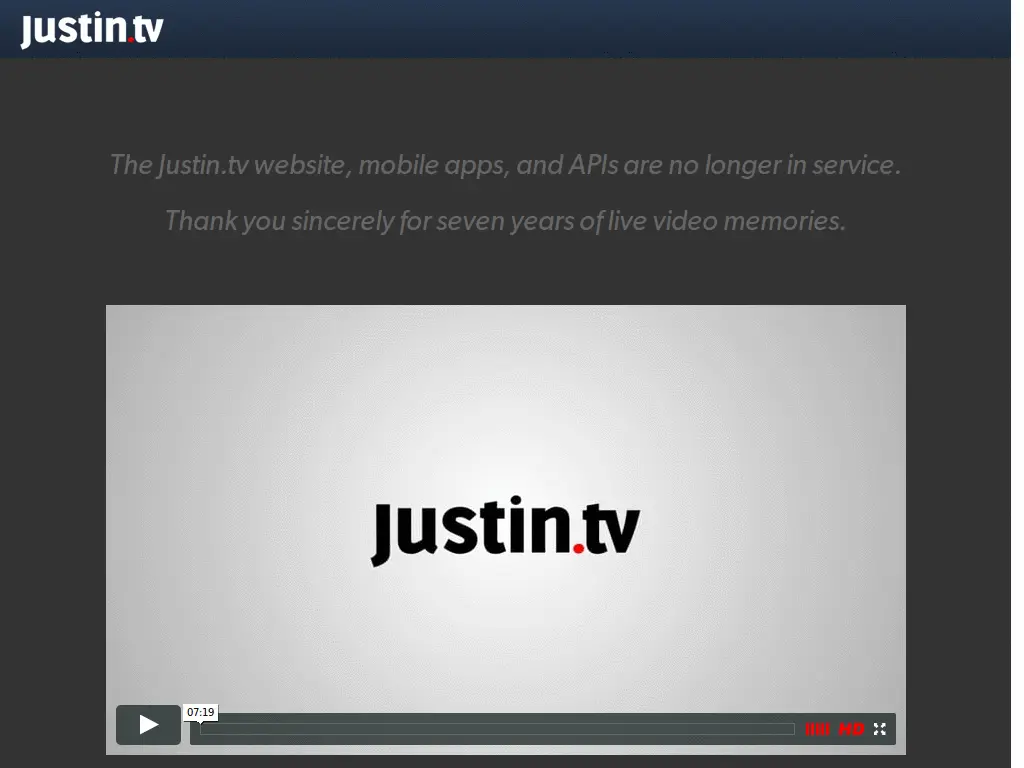 Justin.tv
The Justin.tv website, mobile apps, and APIs are no longer in service.
Thank you sincerely for seven years of live video memories.
Justin.tv
07:19
HD